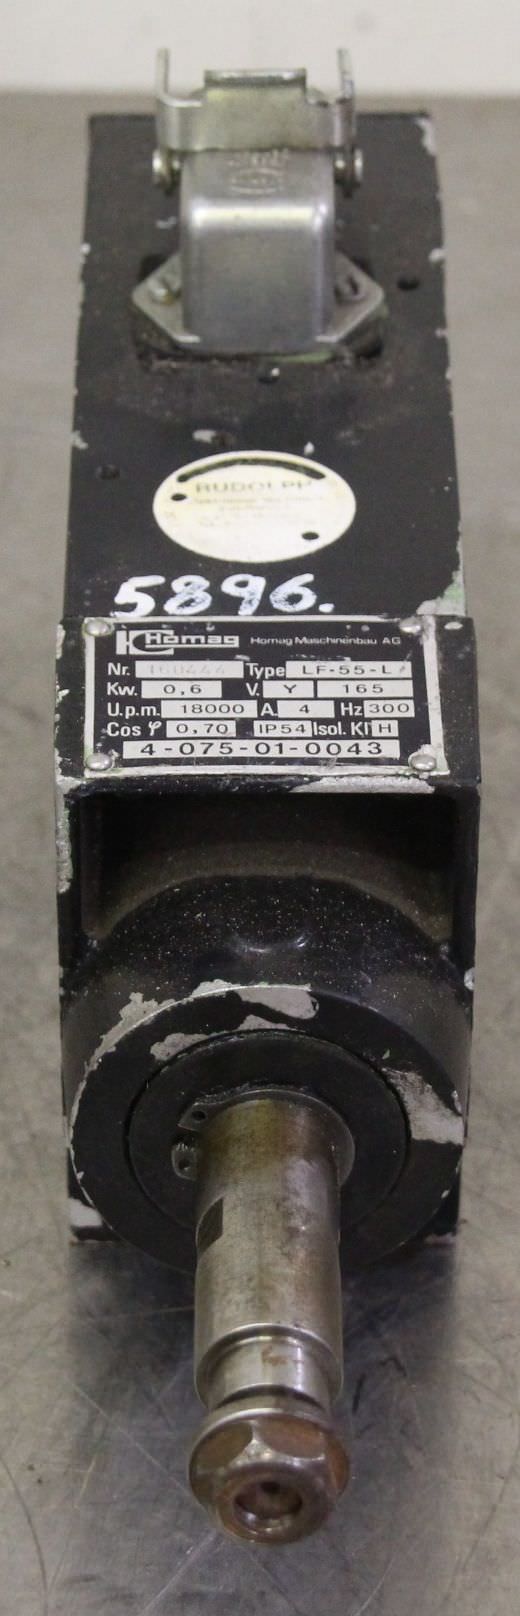 RUDOLPH
5896.
Homag Homag Maschinenbau AG
Nr. 160444 Type LF-55-L
Kw. 0,6 V. Y 165
U.p.m. 18000 A. 4 Hz 300
Cos φ 0,70 IP54 Isol. Kl H
4-075-01-0043